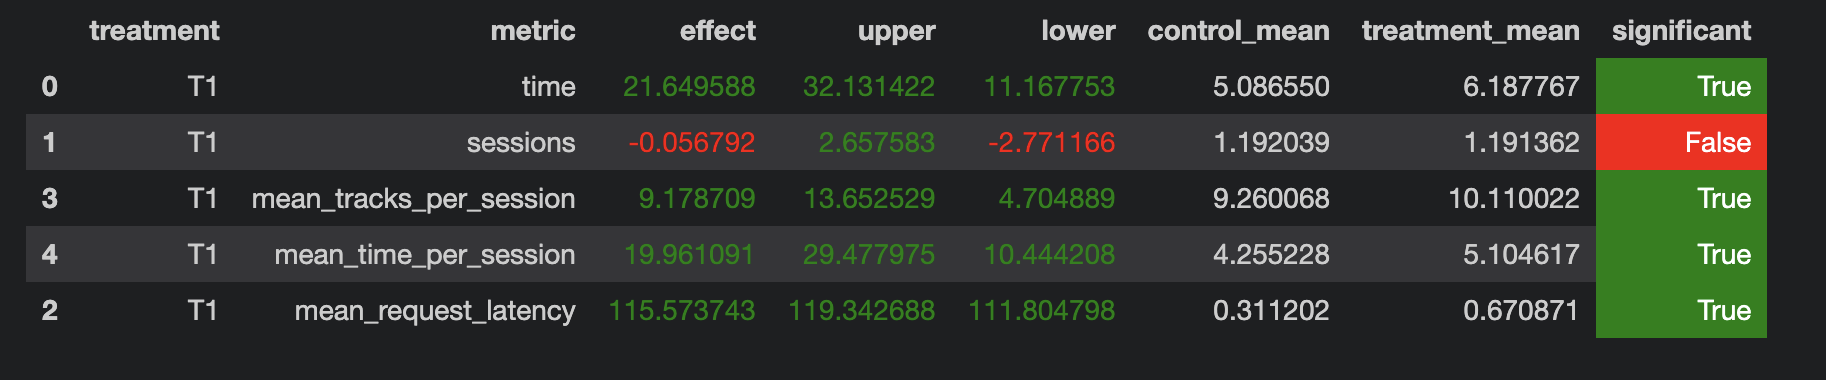 treatment metric effect upper lower control_mean treatment_mean significant
0 T1 time 21.649588 32.131422 11.167753 5.086550 6.187767 True
1 T1 sessions -0.056792 2.657583 -2.771166 1.192039 1.191362 False
3 T1 mean_tracks_per_session 9.178709 13.652529 4.704889 9.260068 10.110022 True
4 T1 mean_time_per_session 19.961091 29.477975 10.444208 4.255228 5.104617 True
2 T1 mean_request_latency 115.573743 119.342688 111.804798 0.311202 0.670871 True